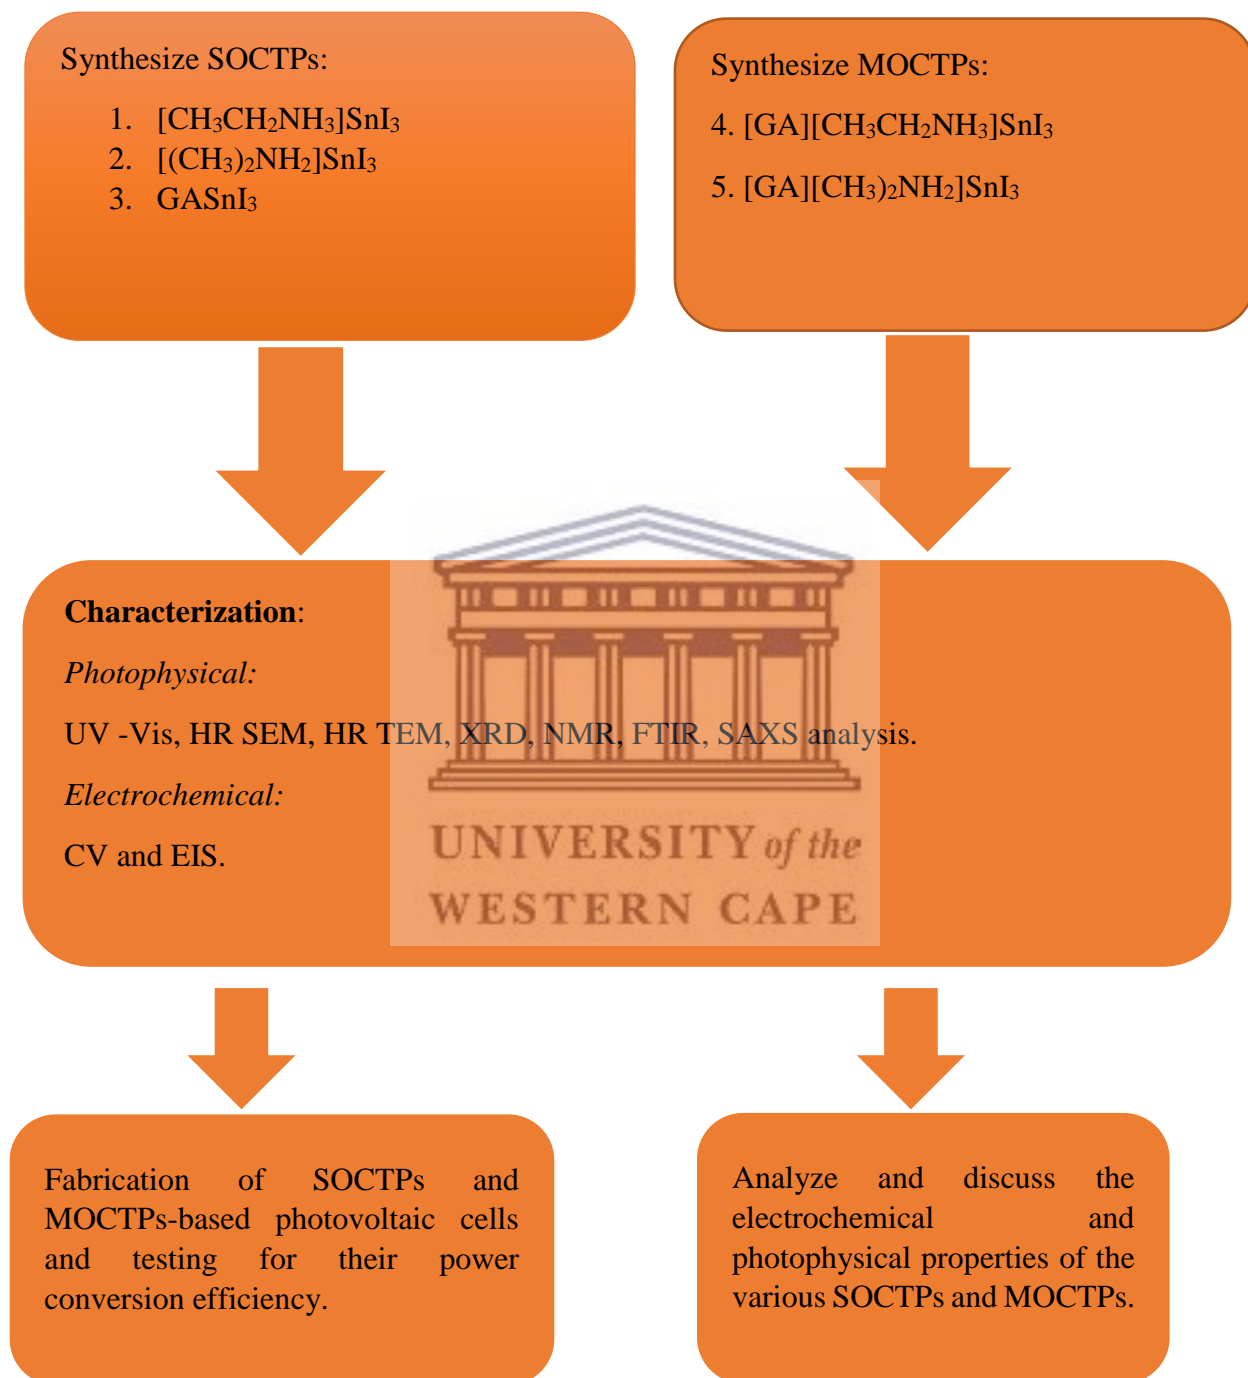 Synthesize SOCTPs:
1. [CH₃CH₂NH₃]SnI₃
2. [(CH₃)₂NH₂]SnI₃
3. GASnI₃
Synthesize MOCTPs:
4. [GA][CH₃CH₂NH₃]SnI₃
5. [GA][CH₃)₂NH₂]SnI₃
Characterization:
Photophysical:
UV -Vis, HR SEM, HR TEM, XRD, NMR, FTIR, SAXS analysis.
Electrochemical:
CV and EIS.
UNIVERSITY of the
WESTERN CAPE
Fabrication of SOCTPs and
MOCTPs-based photovoltaic cells
and testing for their power
conversion efficiency.
Analyze and discuss the
electrochemical and
photophysical properties of the
various SOCTPs and MOCTPs.